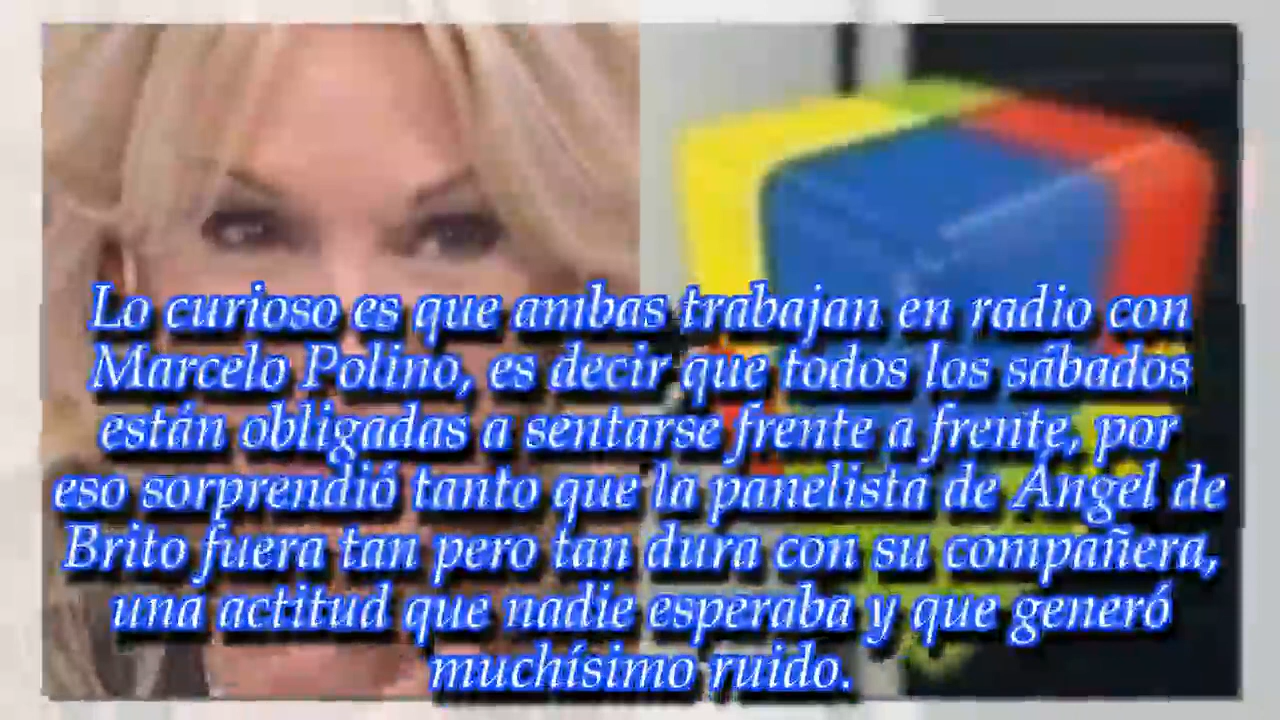 Lo curioso es que ambas trabajan en radio con
Marcelo Polino, es decir que todos los sábados
están obligadas a sentarse frente a frente, por
eso sorprendió tanto que la panelista de Ángel de
Brito fuera tan pero tan dura con su compañera,
una actitud que nadie esperaba y que generó
muchísimo ruido.